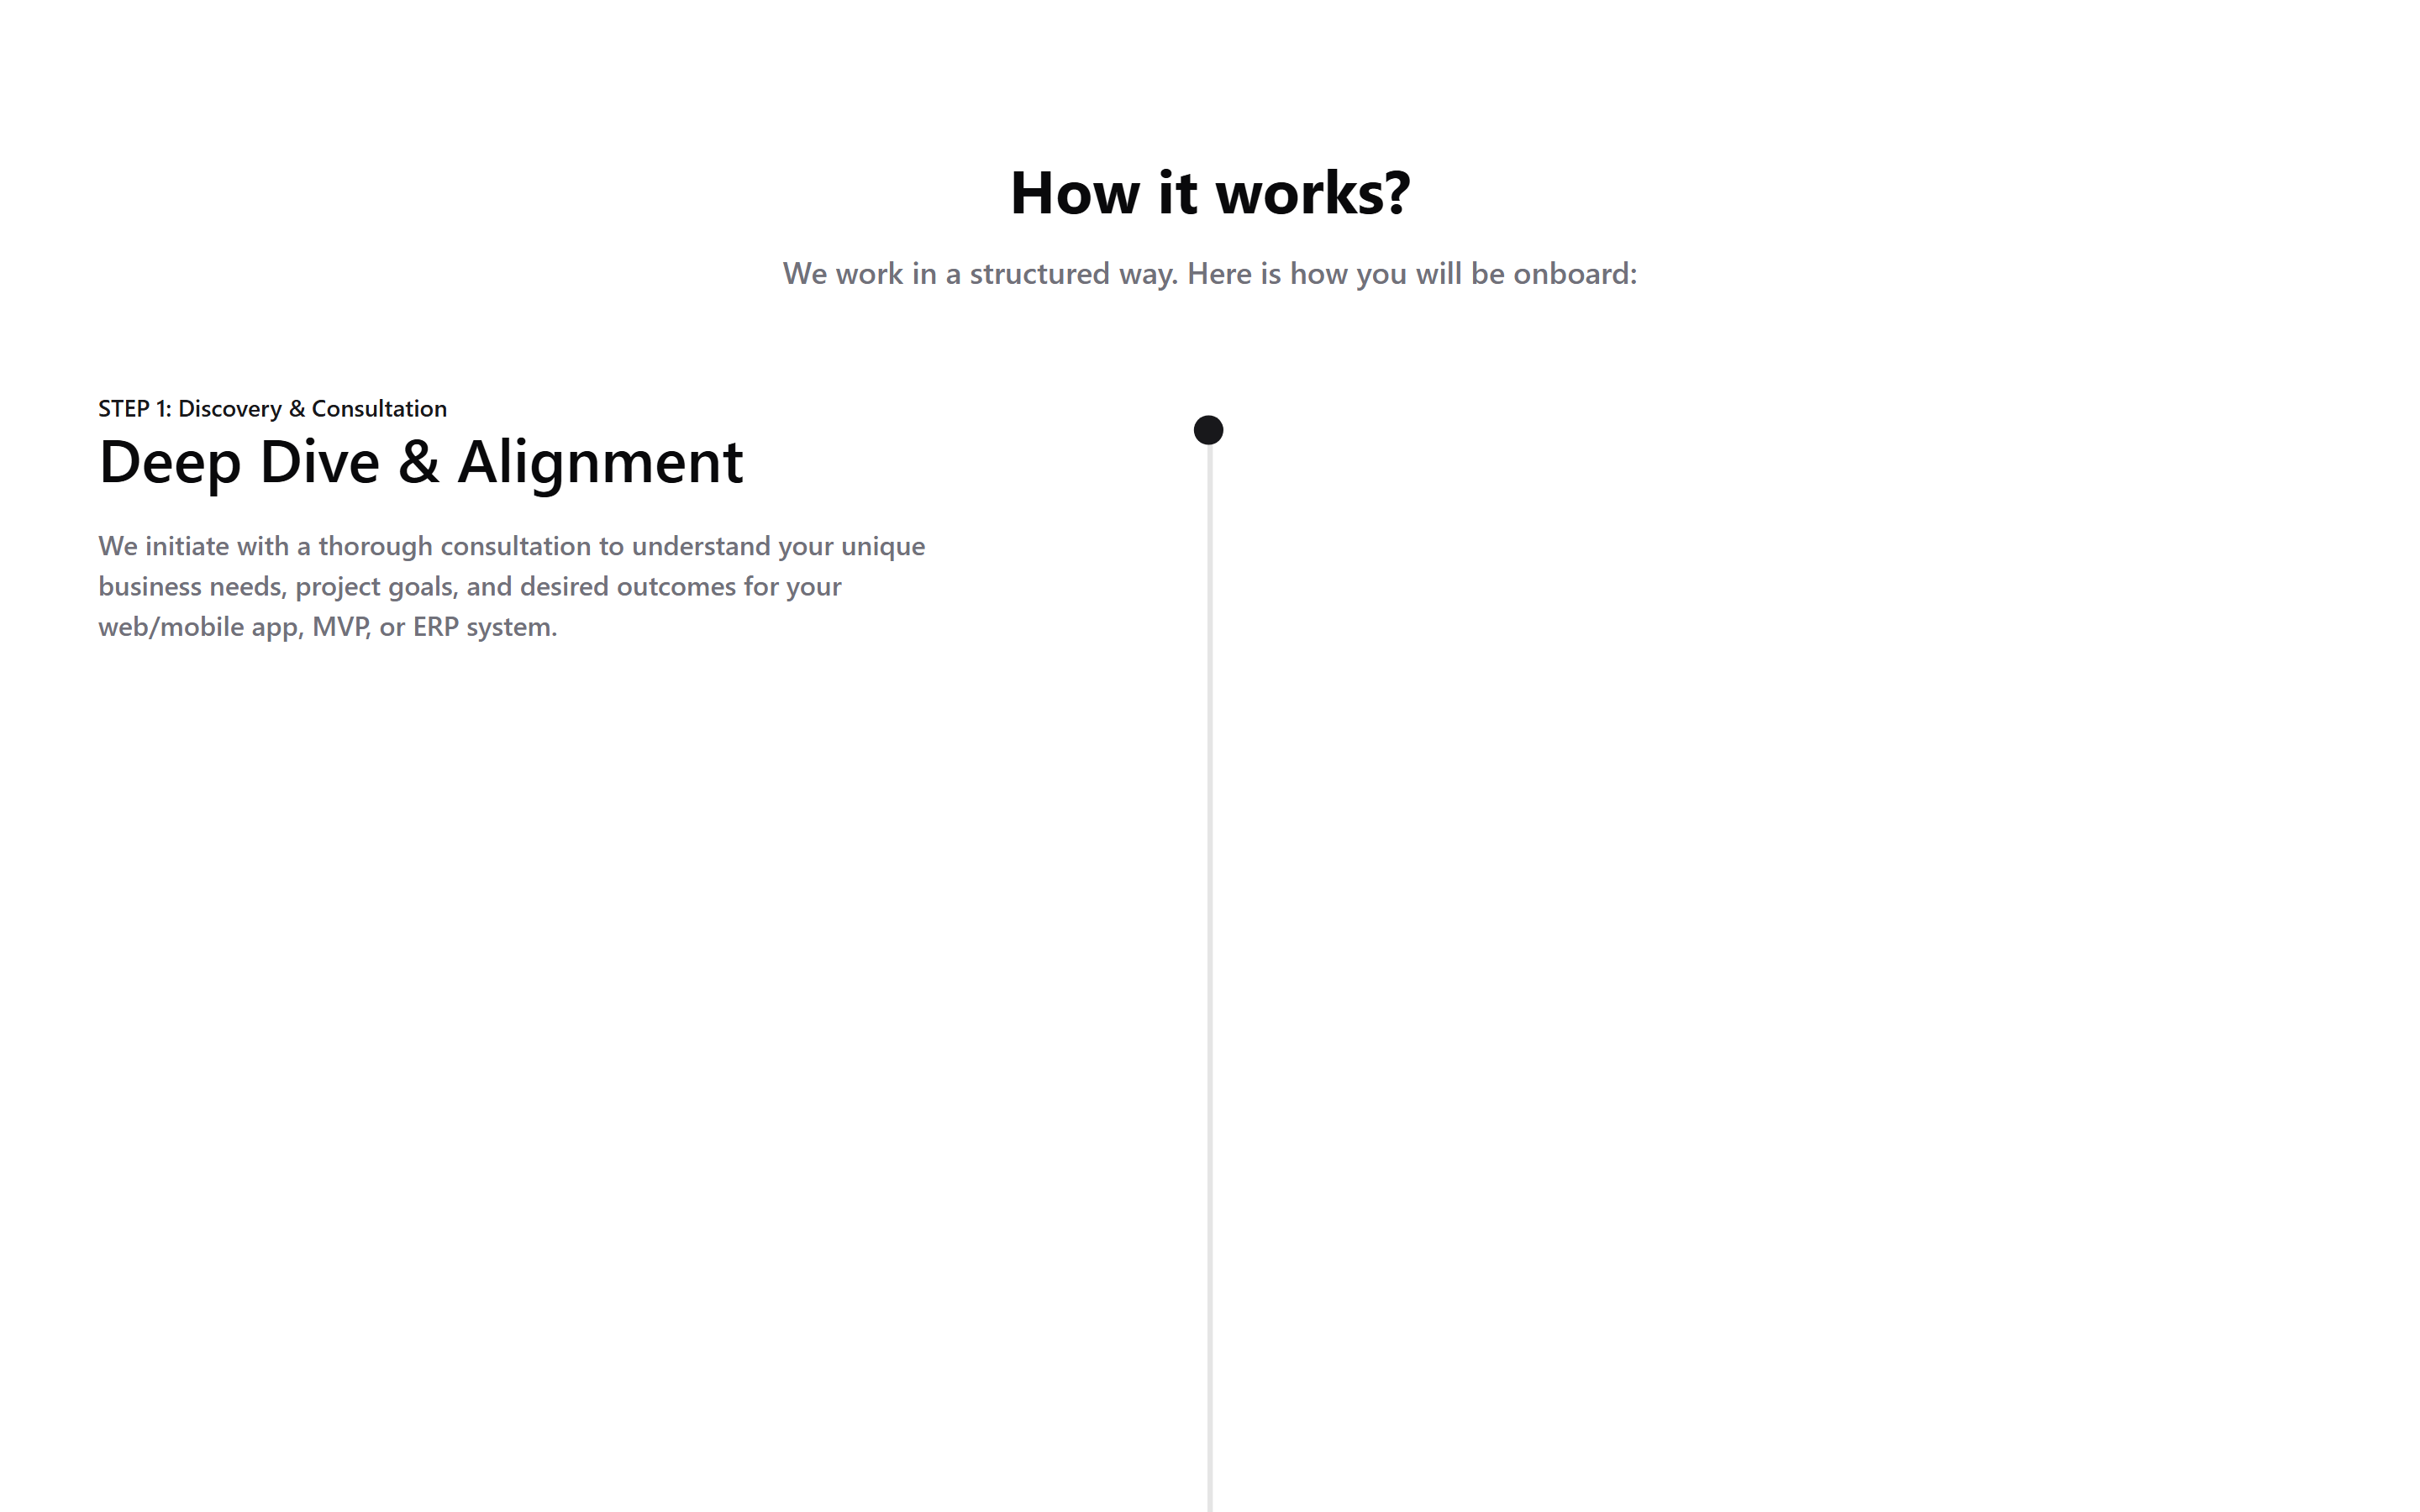 How it works?
We work in a structured way. Here is how you will be onboard:
STEP 1: Discovery & Consultation
Deep Dive & Alignment
We initiate with a thorough consultation to understand your unique
business needs, project goals, and desired outcomes for your
web/mobile app, MVP, or ERP system.